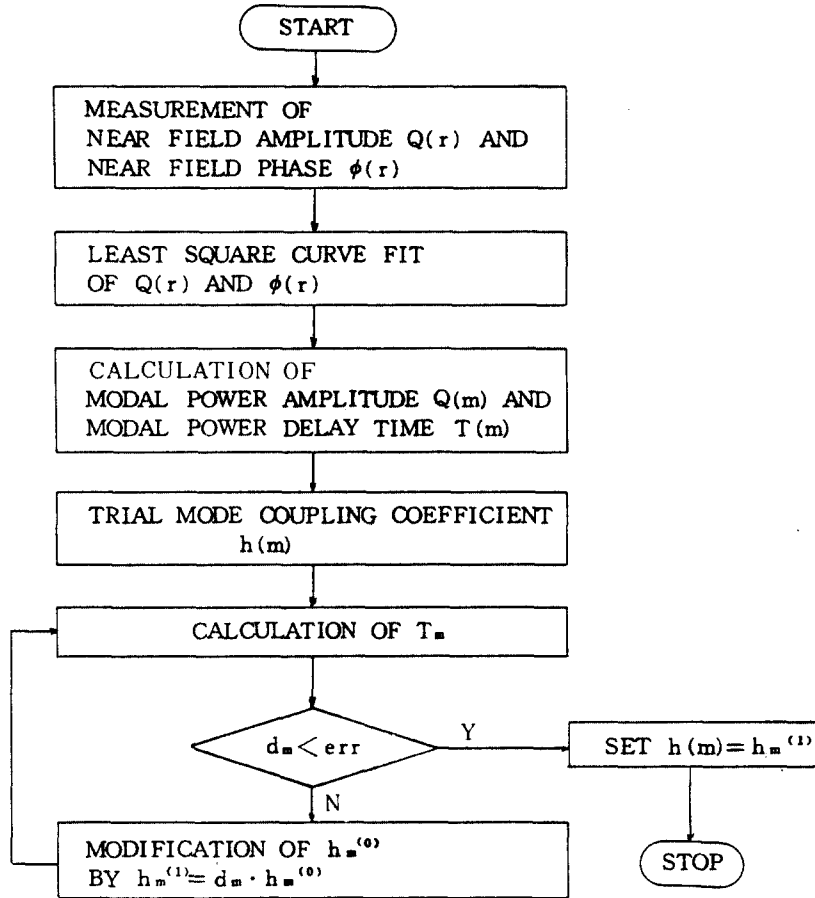 START
MEASUREMENT OF
NEAR FIELD AMPLITUDE Q(r) AND
NEAR FIELD PHASE ϕ(r)
LEAST SQUARE CURVE FIT
OF Q(r) AND ϕ(r)
CALCULATION OF
MODAL POWER AMPLITUDE Q(m) AND
MODAL POWER DELAY TIME T(m)
TRIAL MODE COUPLING COEFFICIENT
h(m)
CALCULATION OF Tₘ
dₘ < err
Y
SET h(m) = hₘ⁽¹⁾
N
MODIFICATION OF hₘ⁽⁰⁾
BY hₘ⁽¹⁾ = dₘ · hₘ⁽⁰⁾
STOP